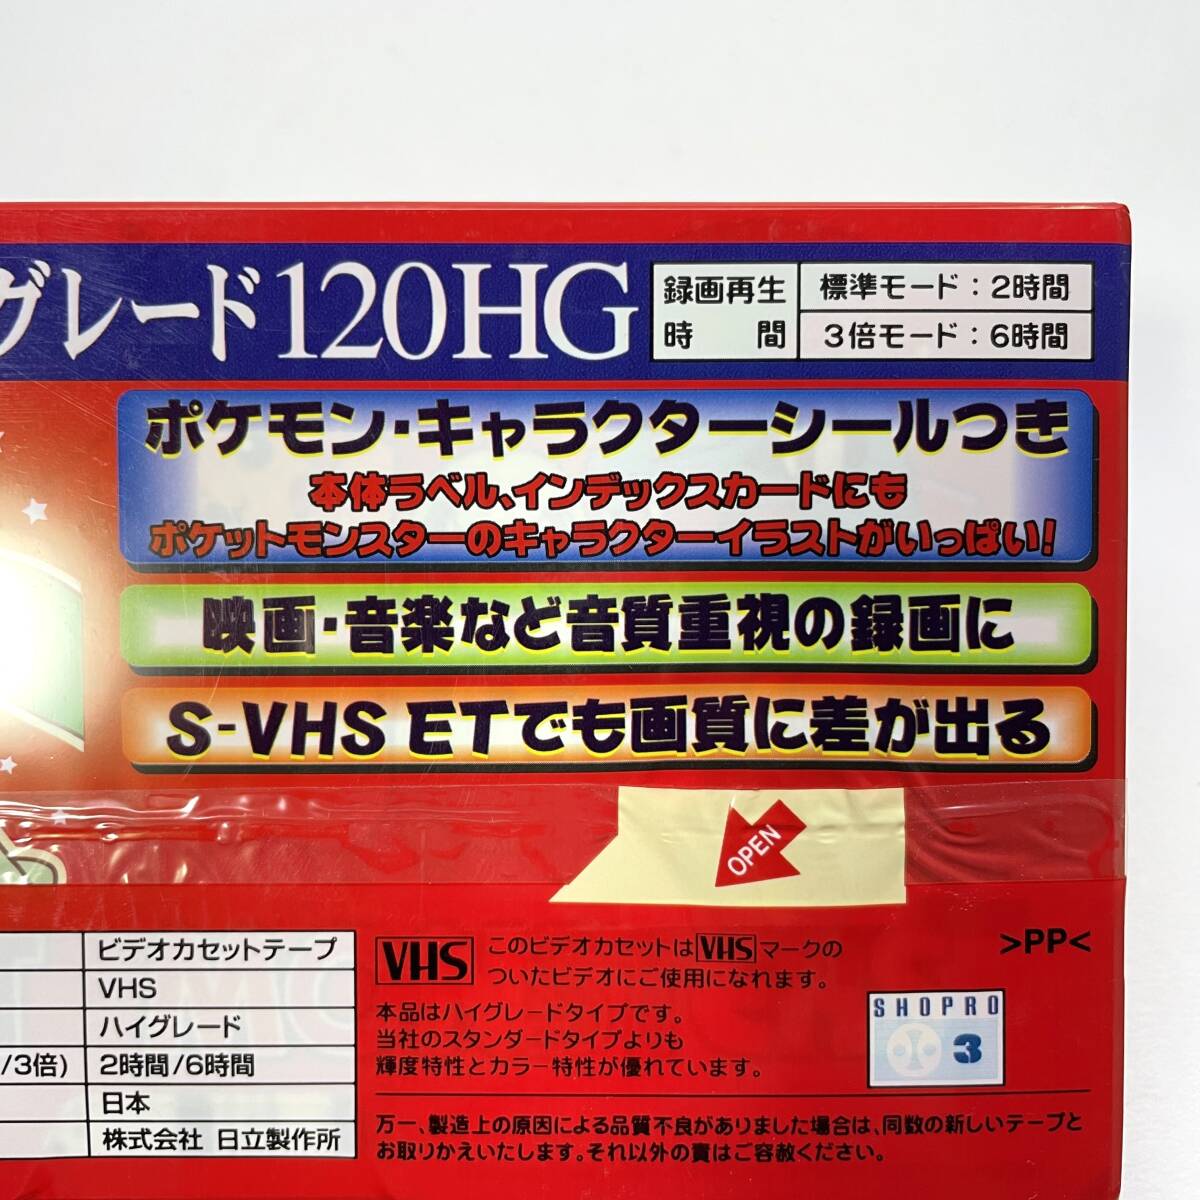 グレード120HG
録画再生時間
標準モード：2時間
3倍モード：6時間
ポケモン・キャラクターシールつき
本体ラベル、インデックスカードにも
ポケットモンスターのキャラクターイラストがいっぱい!
映画・音楽など音質重視の録画に
S-VHS ETでも画質に差が出る
OPEN
ビデオカセットテープ
VHS
ハイグレード
/3倍) 2時間/6時間
日本
株式会社 日立製作所
VHS このビデオカセットはVHSマークの
ついたビデオにご使用になれます。
本品はハイグレードタイプです。
当社のスタンダードタイプよりも
輝度特性とカラー特性が優れています。
>PP<
SHOPRO
3
万一、製造上の原因による品質不良がありました場合は、同数の新しいテープと
お取りかえいたします。それ以外の責はご容赦ください。